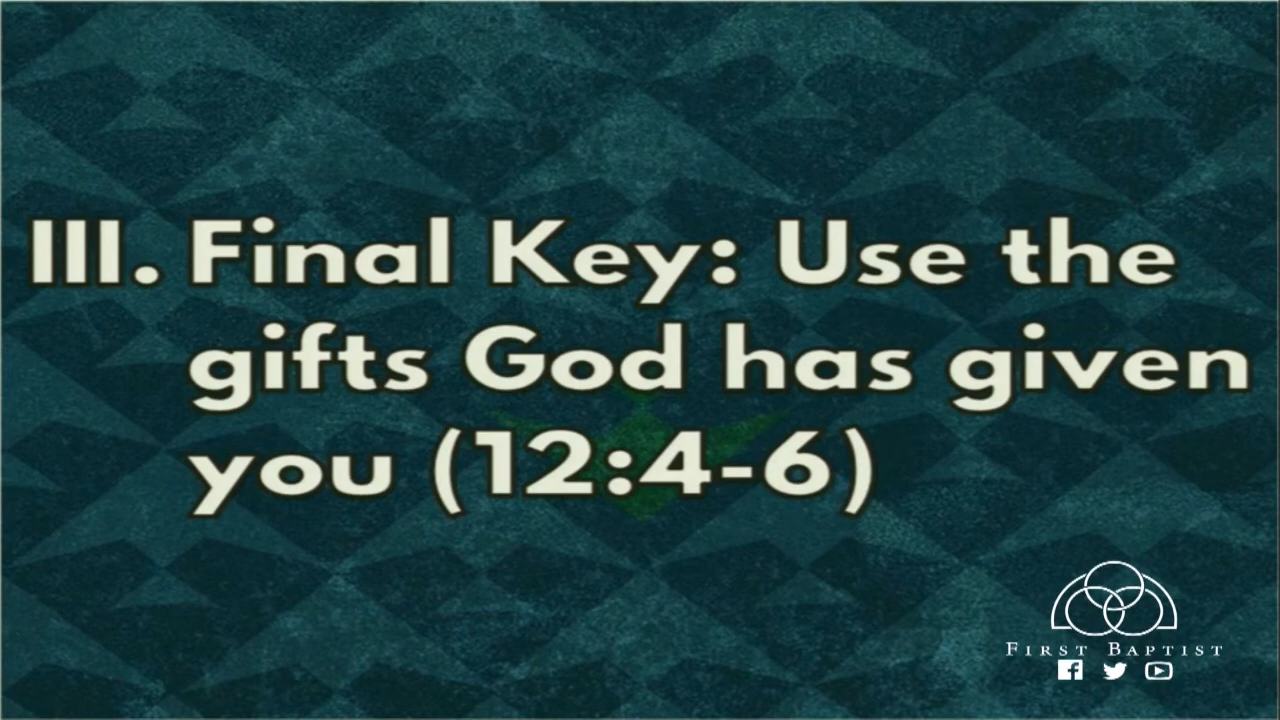 III. Final Key: Use the
gifts God has given
you (12:4-6)
First Baptist